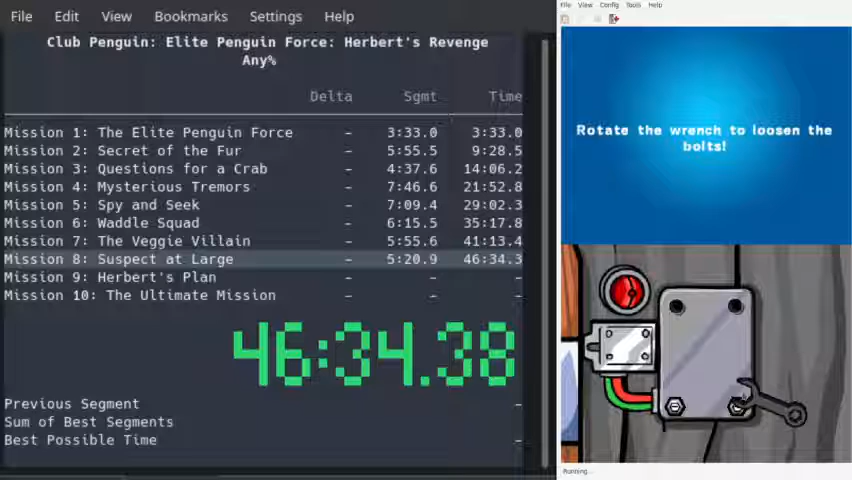 File Edit View Bookmarks Settings Help
Club Penguin: Elite Penguin Force: Herbert's Revenge
Any%
Delta Sgmt Time
Mission 1: The Elite Penguin Force – 3:33.0 3:33.0
Mission 2: Secret of the Fur – 5:55.5 9:28.5
Mission 3: Questions for a Crab – 4:37.6 14:06.2
Mission 4: Mysterious Tremors – 7:46.6 21:52.8
Mission 5: Spy and Seek – 7:09.4 29:02.3
Mission 6: Waddle Squad – 6:15.5 35:17.8
Mission 7: The Veggie Villain – 5:55.6 41:13.4
Mission 8: Suspect at Large – 5:20.9 46:34.3
Mission 9: Herbert's Plan – – –
Mission 10: The Ultimate Mission – – –
46:34.38
Previous Segment –
Sum of Best Segments –
Best Possible Time –
File View Config Tools Help
Rotate the wrench to loosen the
bolts!
Running...